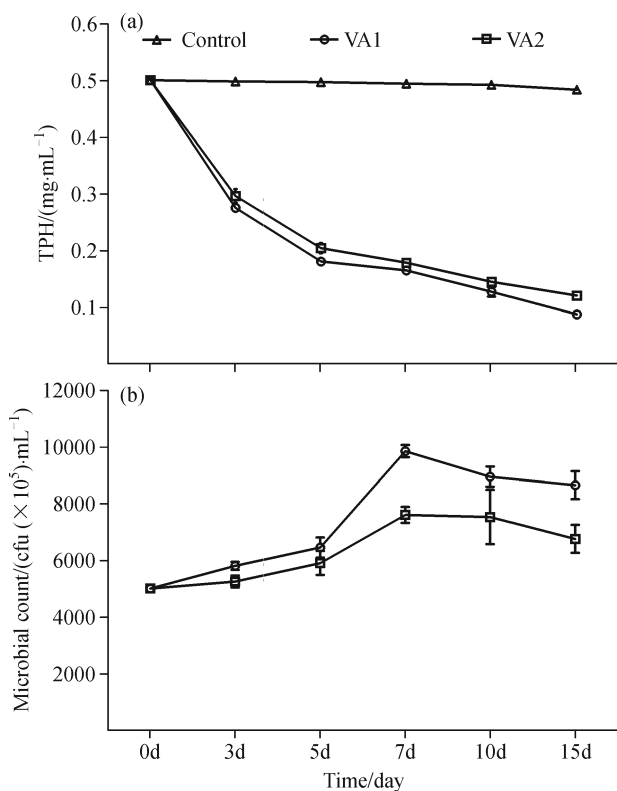 (a)
Control VA1 VA2
TPH/(mg·mL⁻¹)
0.6
0.5
0.4
0.3
0.2
0.1
(b)
Microbial count/(cfu (×10⁵)·mL⁻¹)
12000
10000
8000
6000
4000
2000
0d 3d 5d 7d 10d 15d
Time/day